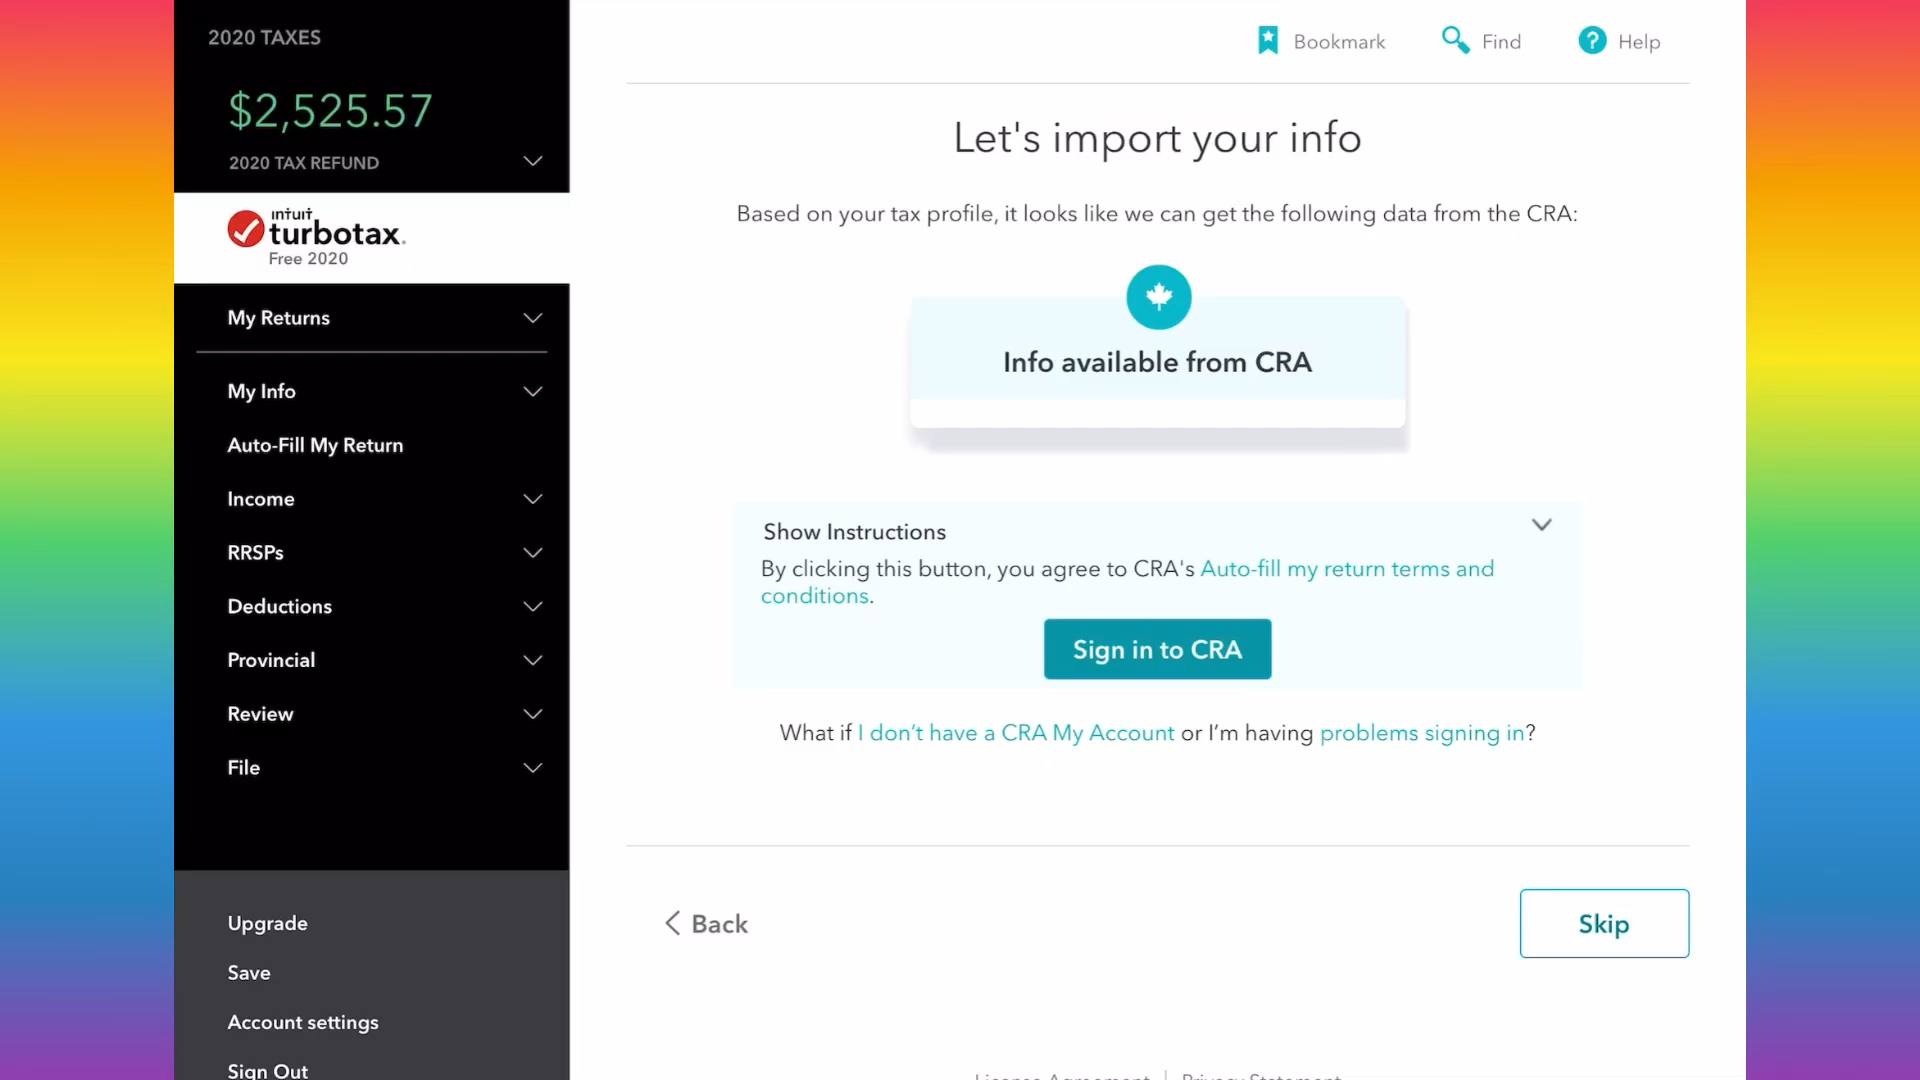 2020 TAXES
$2,525.57
2020 TAX REFUND
intuit
turbotax.
Free 2020
My Returns
My Info
Auto-Fill My Return
Income
RRSPs
Deductions
Provincial
Review
File
Upgrade
Save
Account settings
Sign Out
Bookmark
Find
? Help
Let's import your info
Based on your tax profile, it looks like we can get the following data from the CRA:
Info available from CRA
Show Instructions
By clicking this button, you agree to CRA's Auto-fill my return terms and
conditions.
Sign in to CRA
What if I don't have a CRA My Account or I'm having problems signing in?
Back
Skip
License Agreement | Privacy Statement